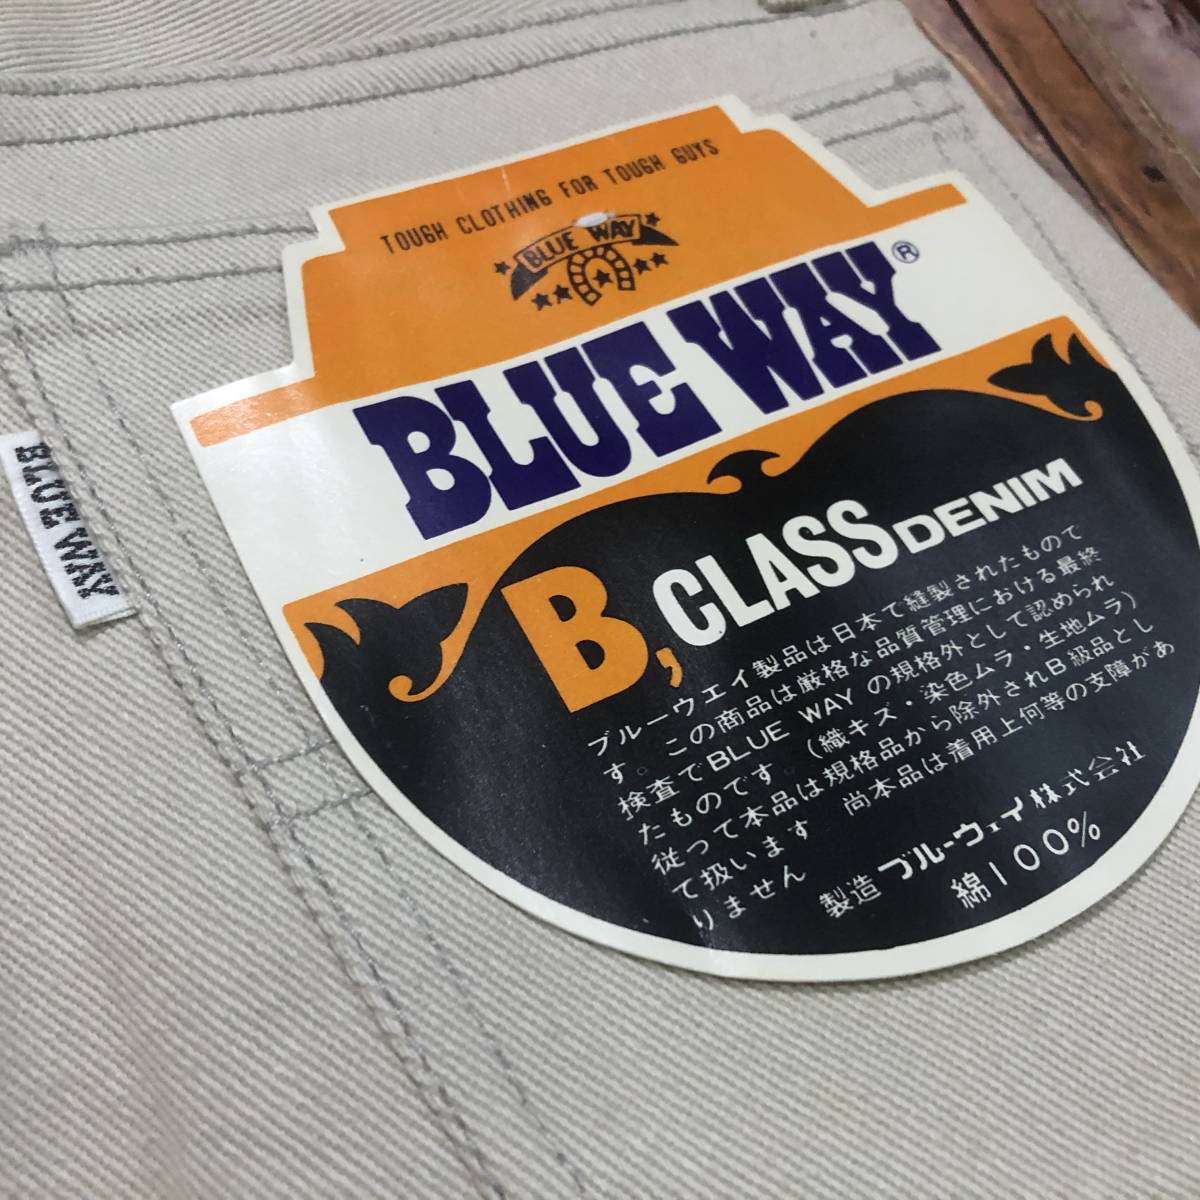 TOUGH CLOTHING FOR TOUGH GUYS
BLUE WAY
BLUE WAY®
B, CLASS DENIM
ブルーウエイ製品は日本で縫製されたもので
す。この商品は厳格な品質管理における最終
検査でBLUE WAY の規格外として認められ
たものです。(織キズ・染色ムラ・生地ムラ)
従って本品は規格品から除外されB級品とし
て扱います 尚本品は着用上何等の支障があ
りません
製造 ブルーウェイ株式会社
綿100%
BLUE WAY